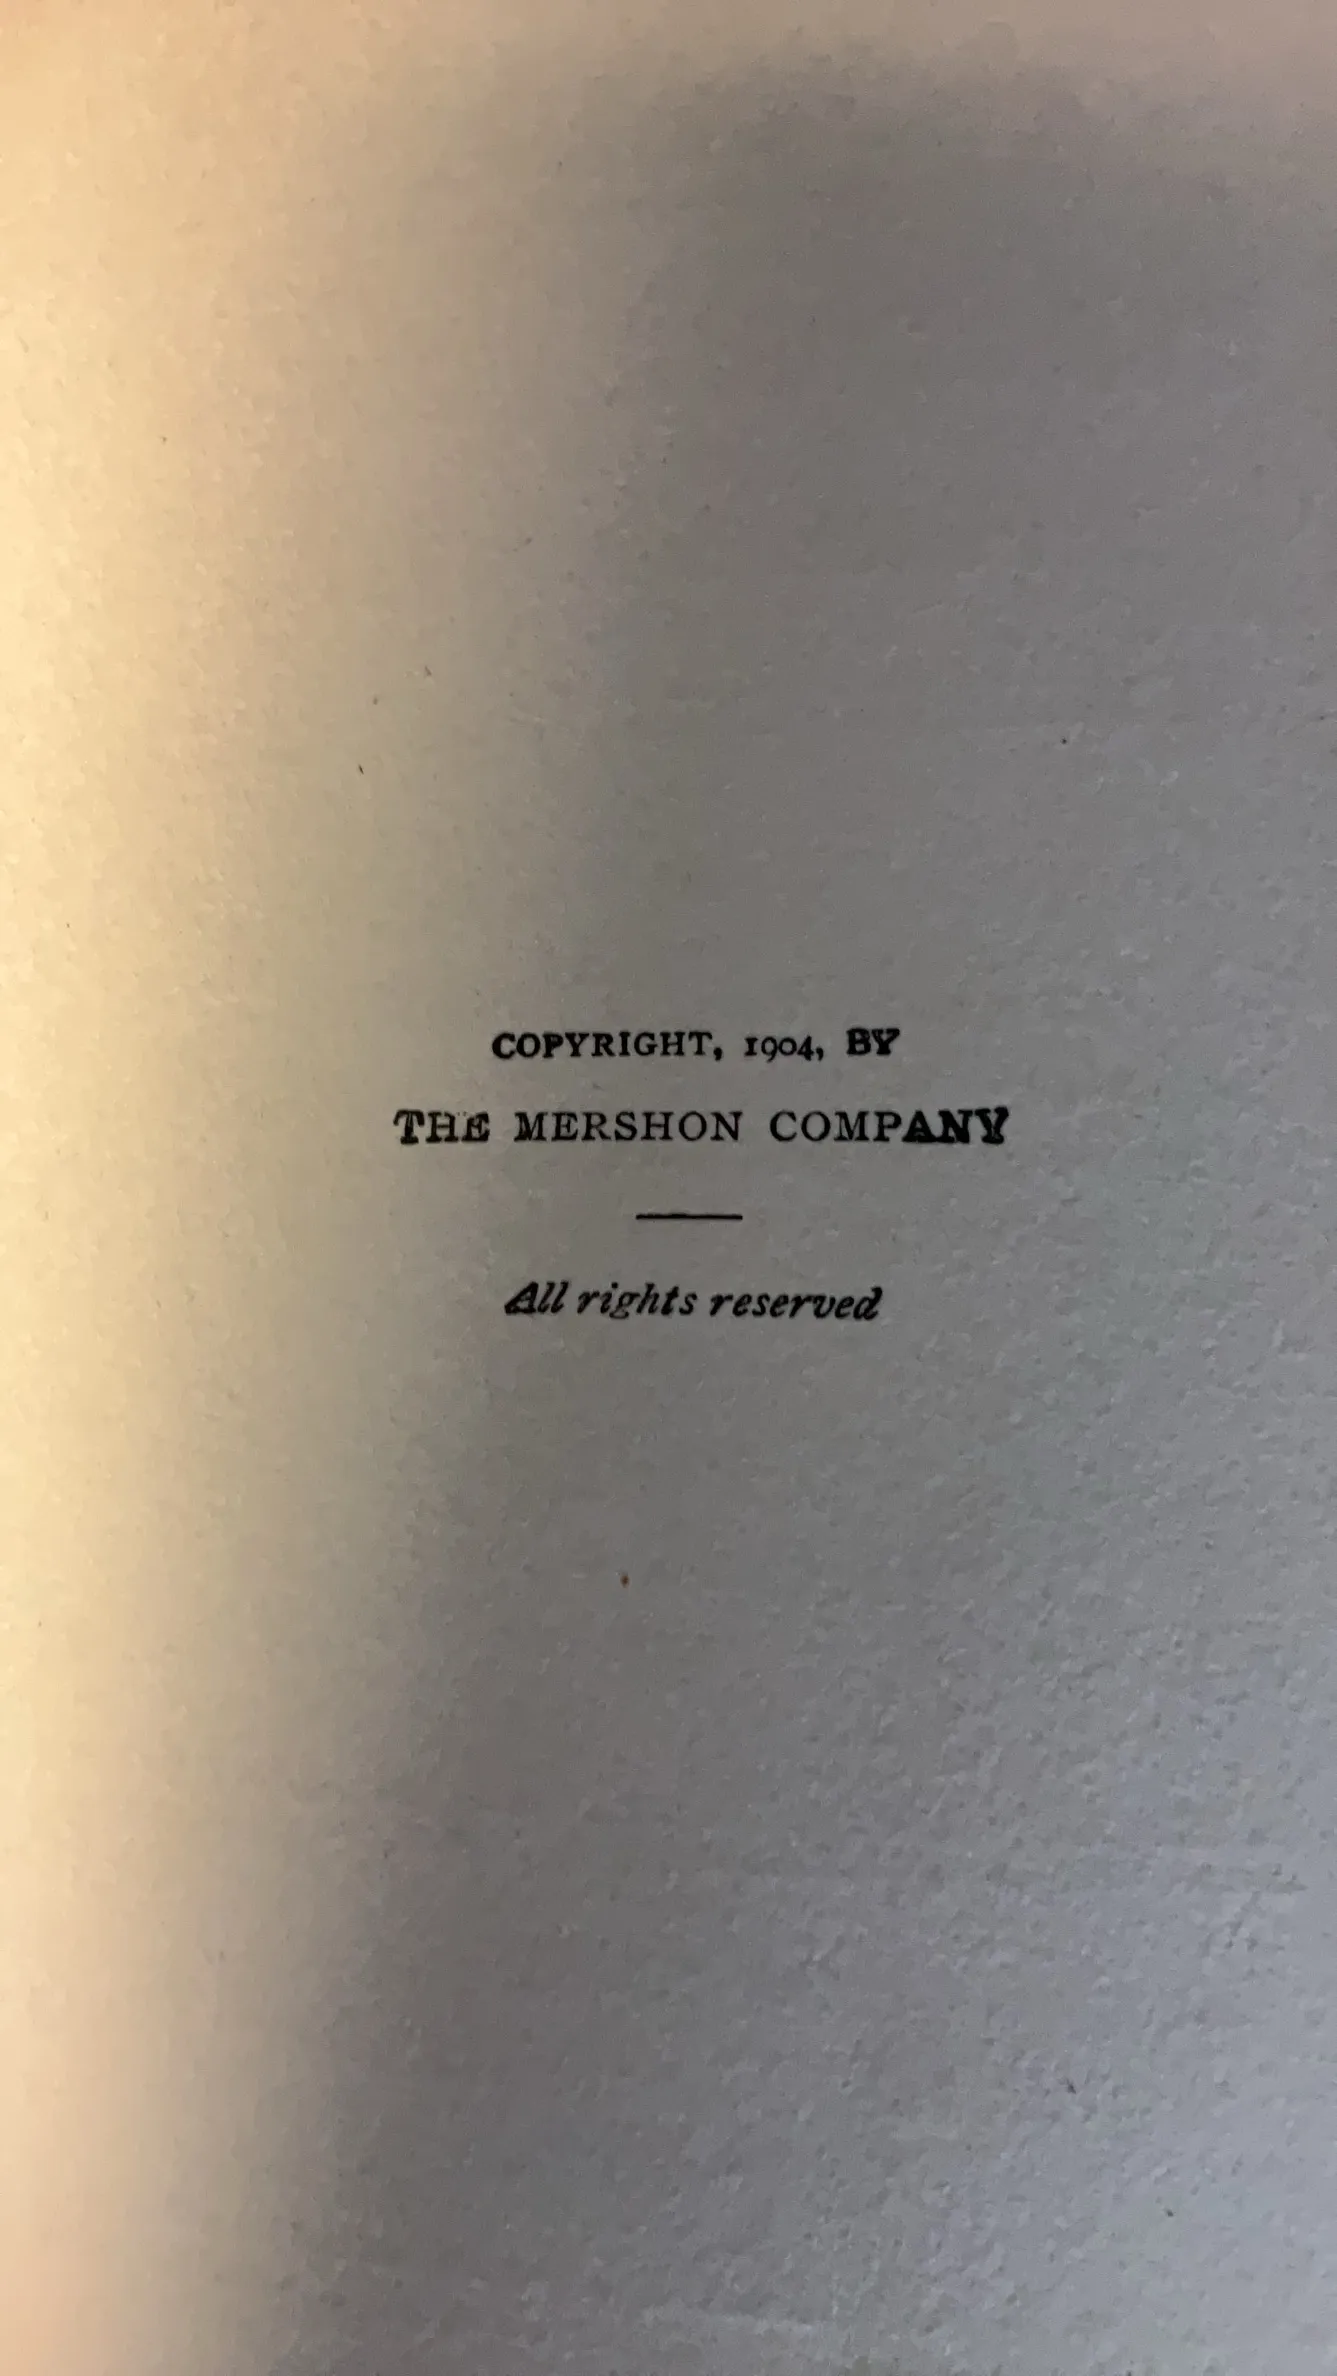 COPYRIGHT, 1904, BY
THE MERSHON COMPANY
All rights reserved